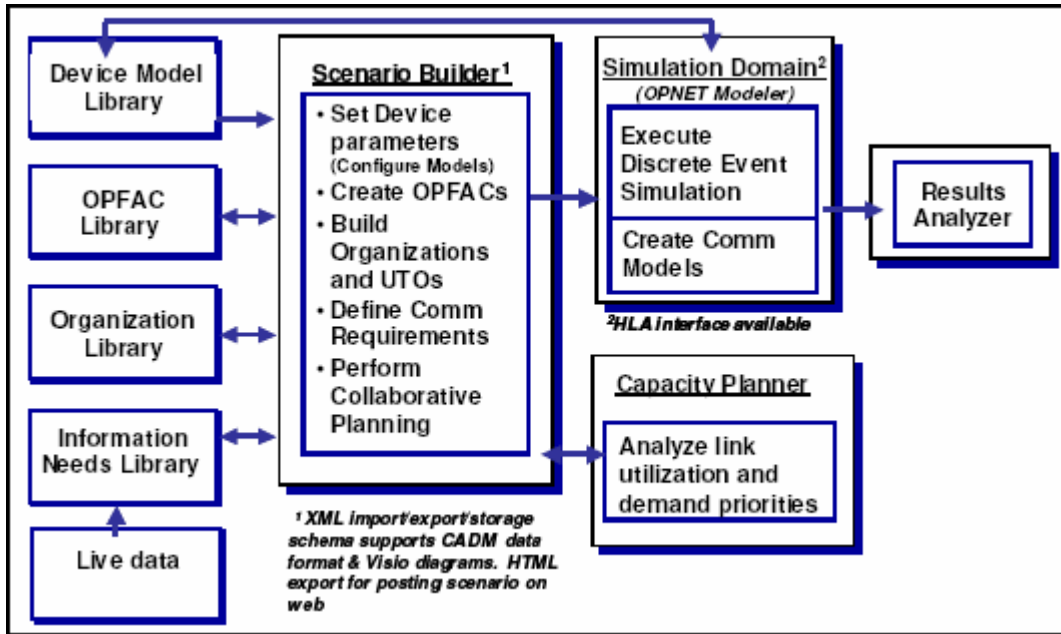 Device Model
Library
OPFAC
Library
Organization
Library
Information
Needs Library
Live data
Scenario Builder¹
• Set Device
parameters
(Configure Models)
• Create OPFACs
• Build
Organizations
and UTOs
• Define Comm
Requirements
• Perform
Collaborative
Planning
¹ XML import/export/storage
schema supports CADM data
format & Visio diagrams. HTML
export for posting scenario on
web
Simulation Domain²
(OPNET Modeler)
Execute
Discrete Event
Simulation
Create Comm
Models
²HLA interface available
Capacity Planner
Analyze link
utilization and
demand priorities
Results
Analyzer